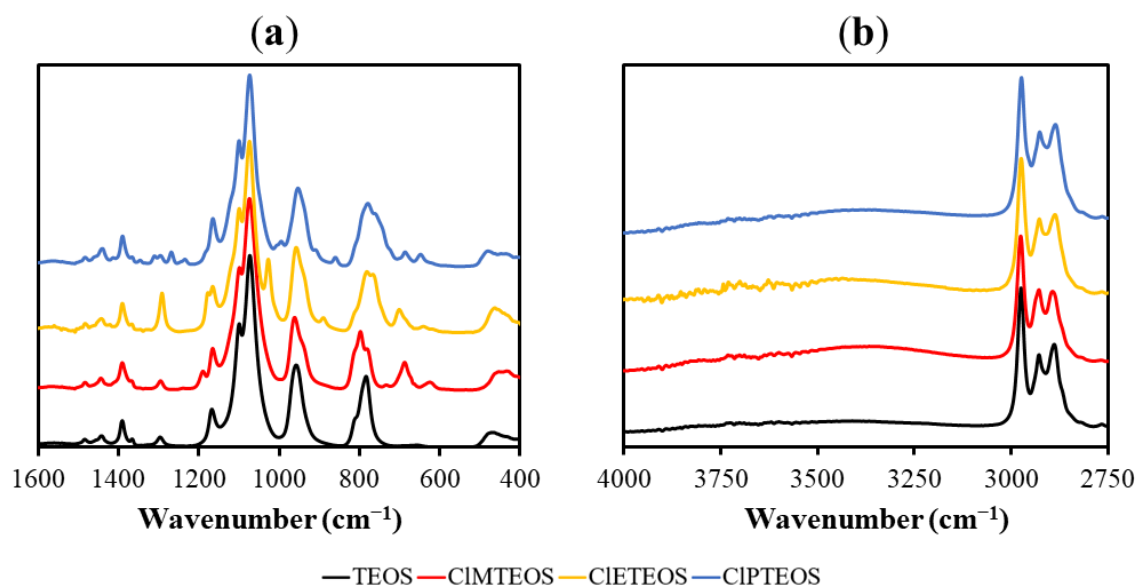 (a)
(b)
1600 1400 1200 1000 800 600 400
4000 3750 3500 3250 3000 2750
Wavenumber (cm⁻¹)
Wavenumber (cm⁻¹)
TEOS ClMTEOS ClETEOS ClPTEOS